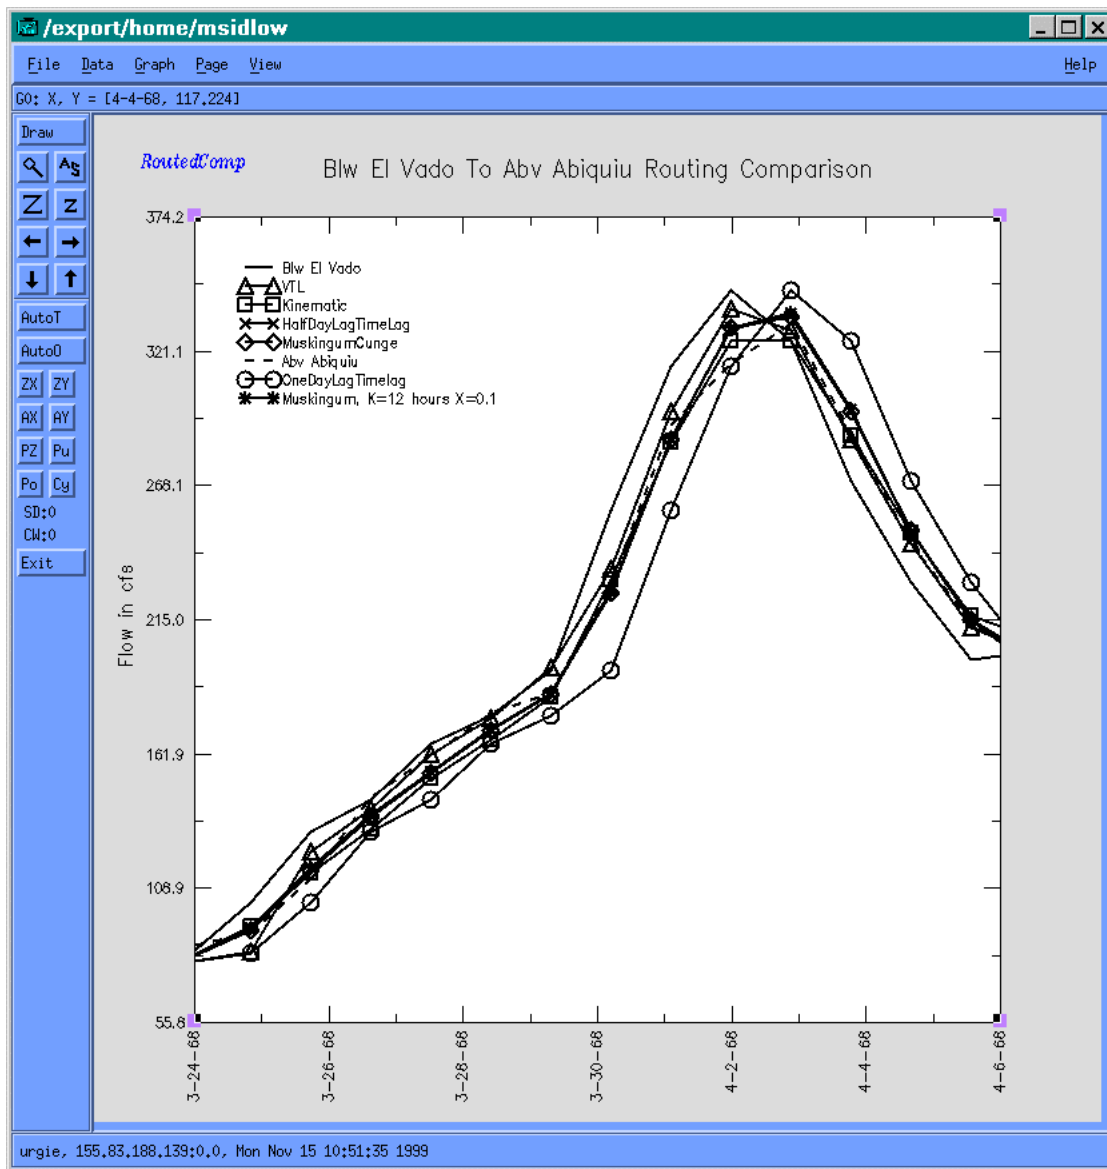 /export/home/msidlow
File Data Graph Page View Help
G0: X, Y = [4-4-68, 117.224]
Draw
A S
Z z
AutoT
AutoO
ZX ZY
AX AY
PZ Pu
Po Cy
SD:0
CW:0
Exit
RoutedComp
Blw El Vado To Abv Abiquiu Routing Comparison
Blw El Vado
VTL
Kinematic
HalfDayLagTimeLag
MuskingumCunge
Abv Abiquiu
OneDayLagTimelag
Muskingum, K=12 hours X=0.1
Flow in cfs
374.2
321.1
268.1
215.0
161.9
108.9
55.8
3-24-68
3-26-68
3-28-68
3-30-68
4-2-68
4-4-68
4-6-68
urgie, 155.83.188.139:0.0, Mon Nov 15 10:51:35 1999